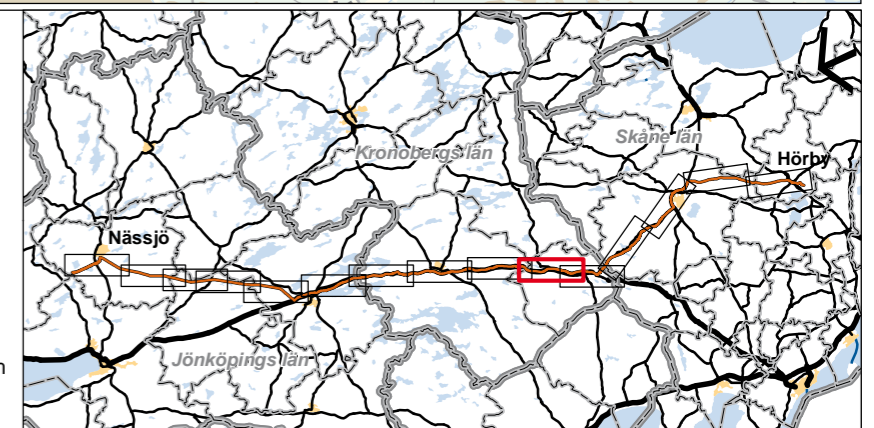 Skåne län
Kronobergs län
Hörby
Nässjö
Jönköpings län
n